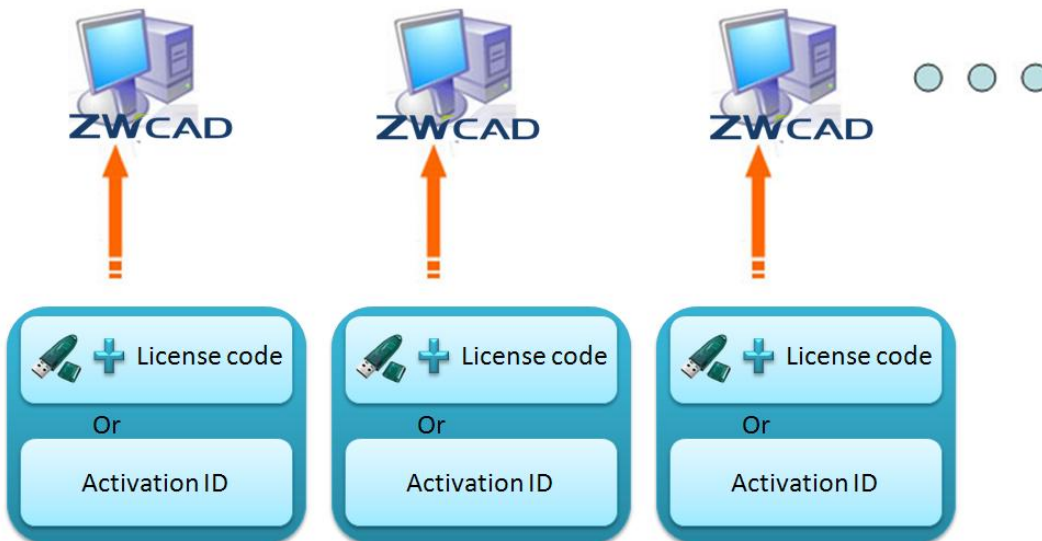 ZWCAD ZWCAD ZWCAD
License code License code License code
Or Or Or
Activation ID Activation ID Activation ID